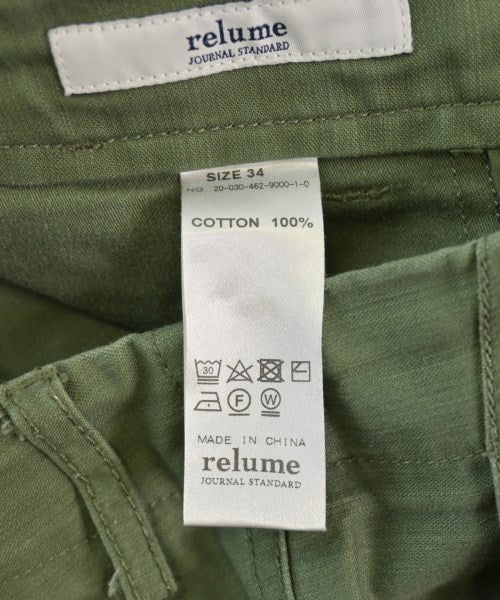 relume
JOURNAL STANDARD
SIZE 34
NO 20-030-462-9000-1-0
COTTON 100%
30
F W
MADE IN CHINA
relume
JOURNAL STANDARD